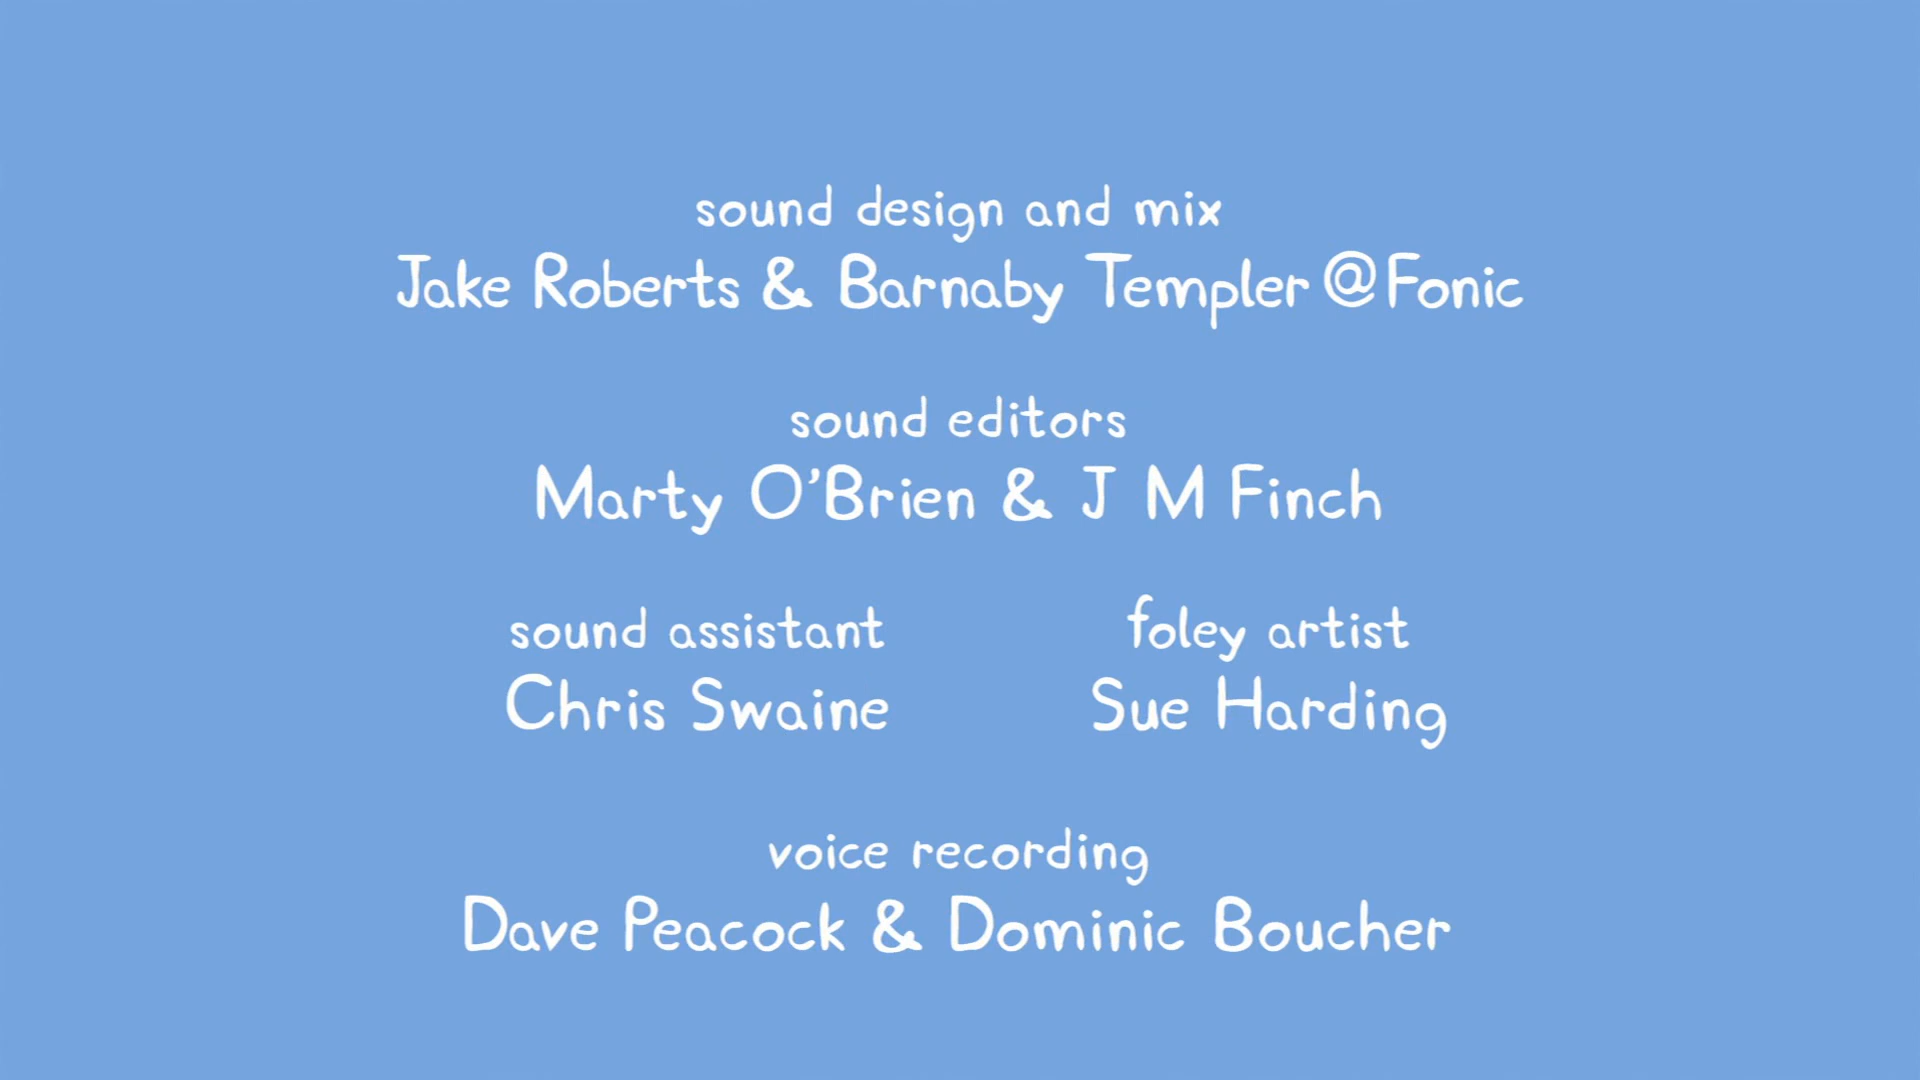 sound design and mix
Jake Roberts & Barnaby Templer @Fonic
sound editors
Marty O'Brien & J M Finch
sound assistant
Chris Swaine
foley artist
Sue Harding
voice recording
Dave Peacock & Dominic Boucher